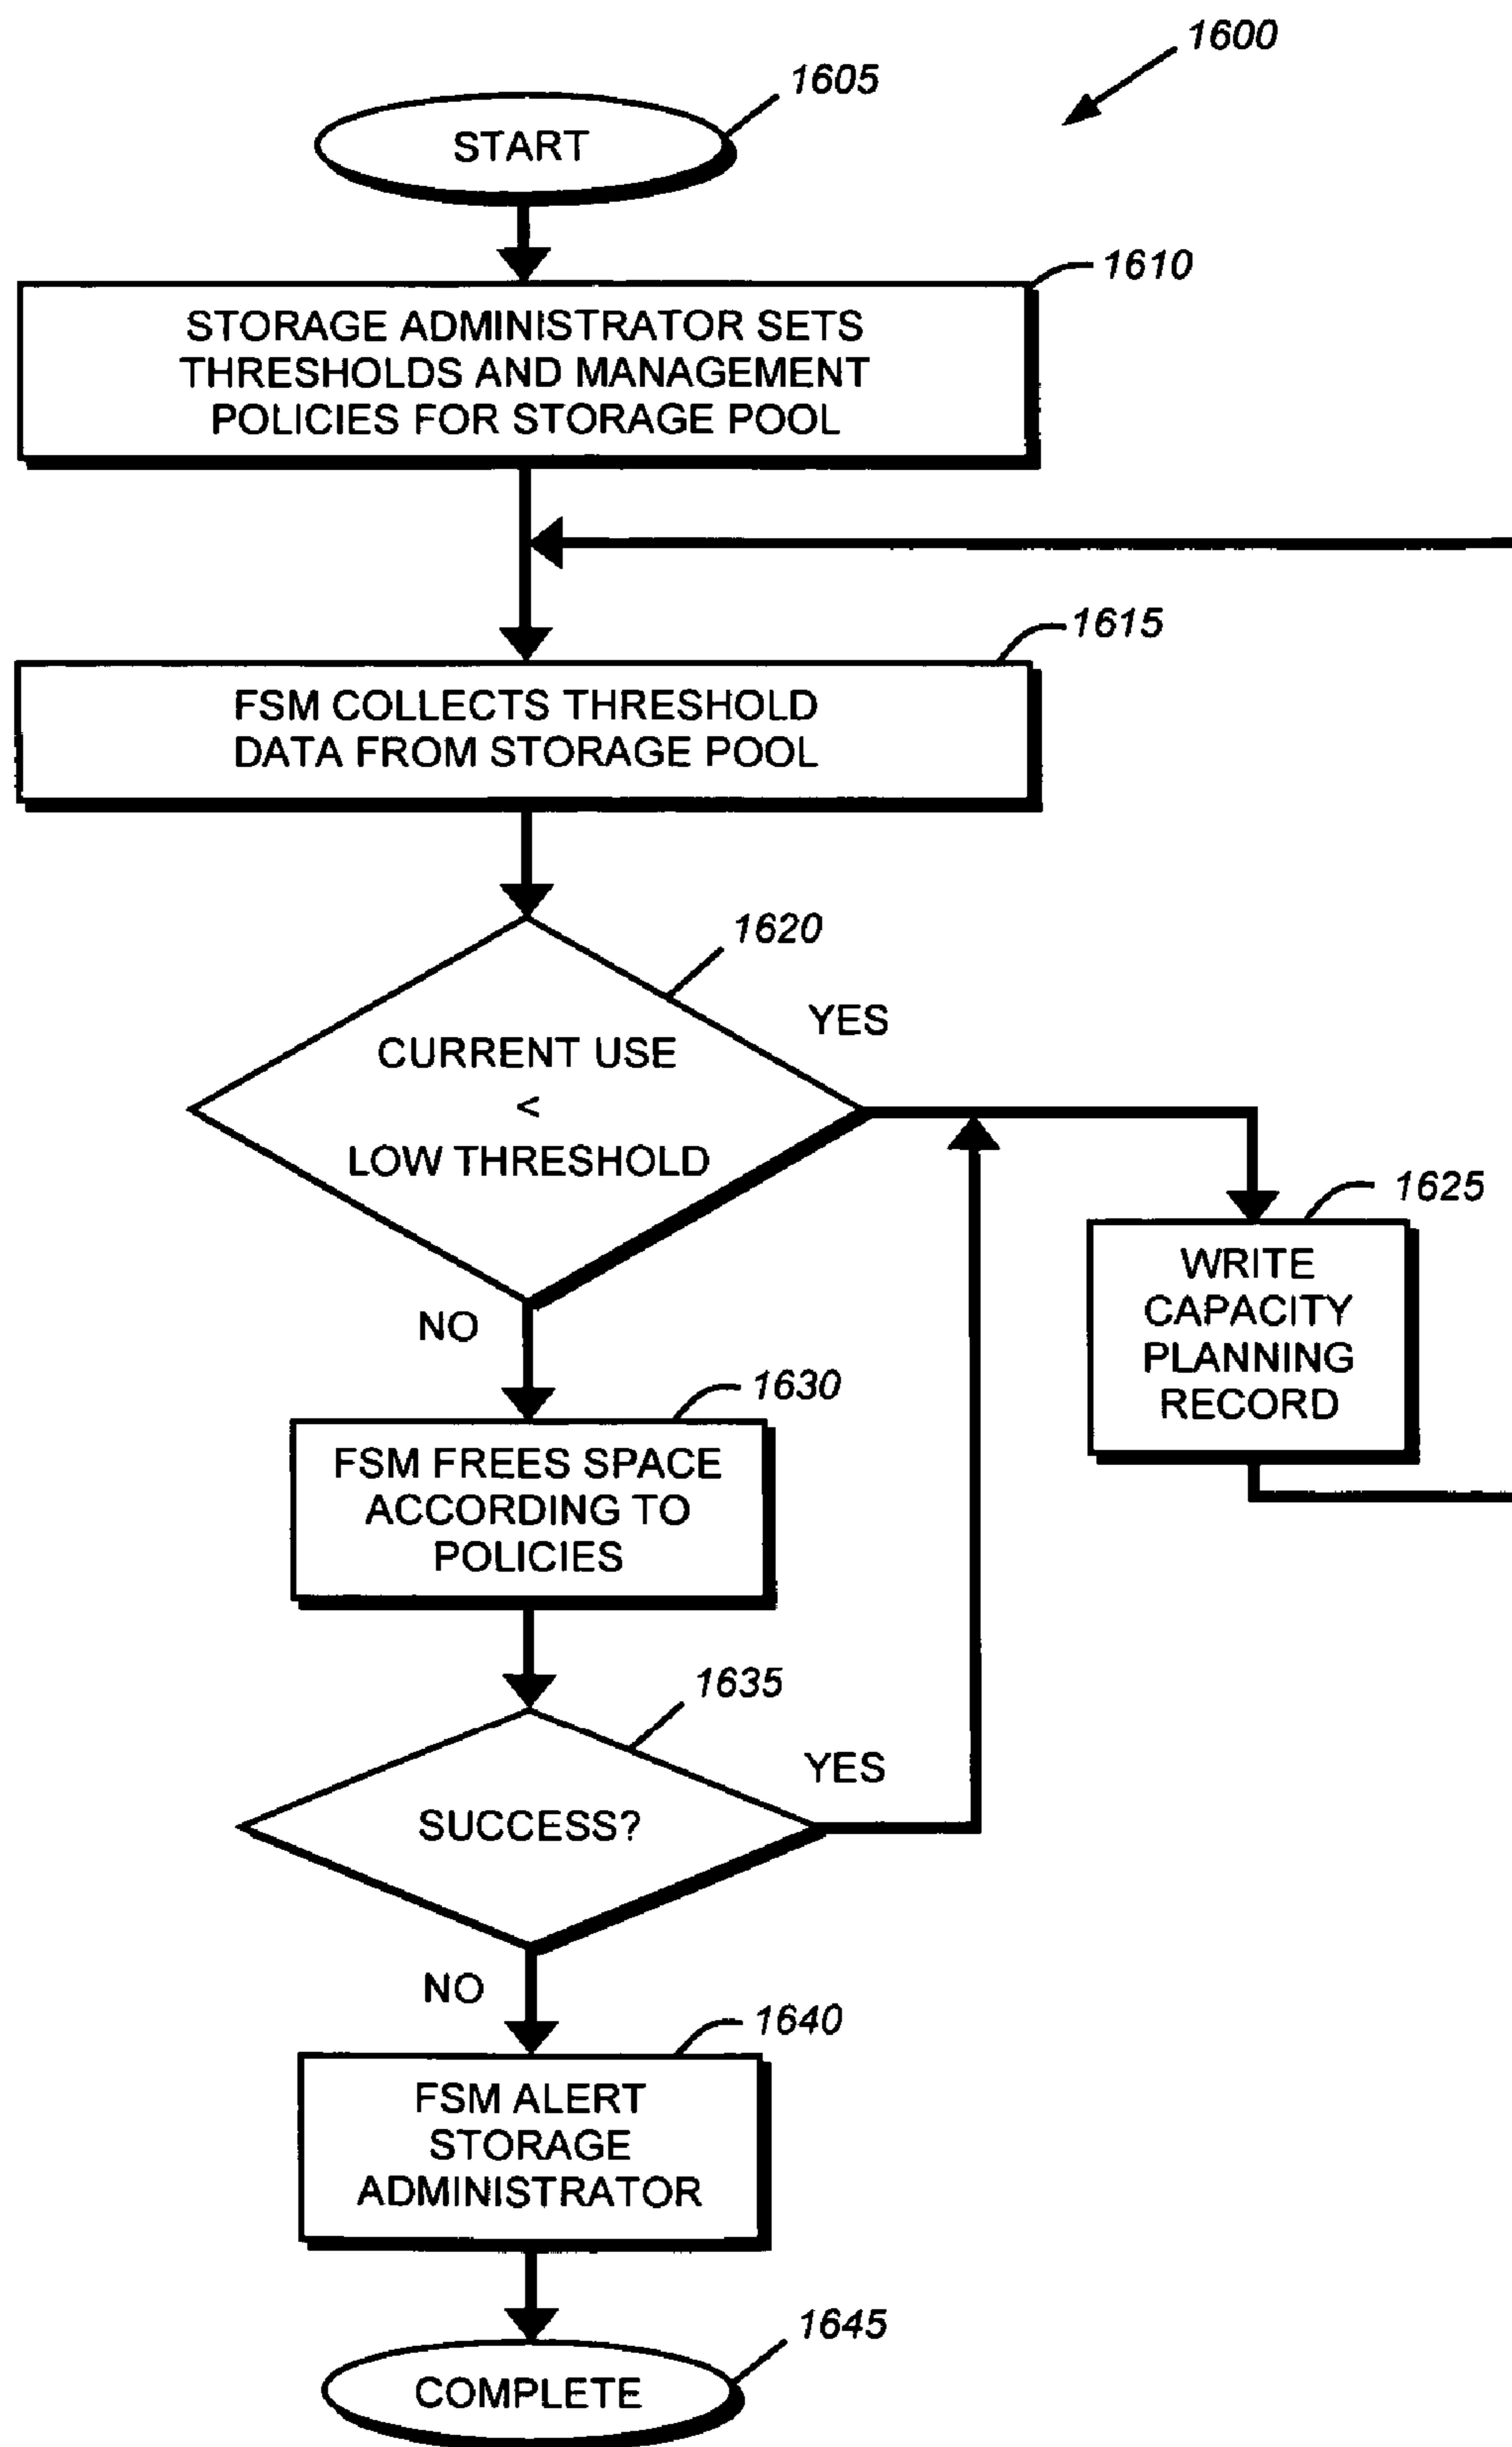 1600
1605
START
1610
STORAGE ADMINISTRATOR SETS
THRESHOLDS AND MANAGEMENT
POLICIES FOR STORAGE POOL
1615
FSM COLLECTS THRESHOLD
DATA FROM STORAGE POOL
1620
YES
CURRENT USE
<
LOW THRESHOLD
NO
1625
WRITE
CAPACITY
PLANNING
RECORD
1630
FSM FREES SPACE
ACCORDING TO
POLICIES
1635
YES
SUCCESS?
NO
1640
FSM ALERT
STORAGE
ADMINISTRATOR
1645
COMPLETE